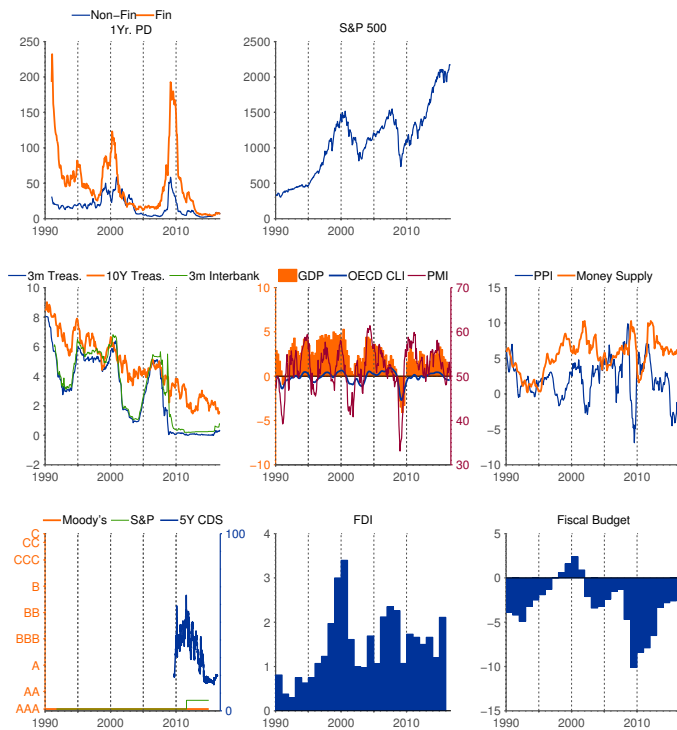 Non−Fin Fin
1Yr. PD
250
200
150
100
50
0
1990 2000 2010
S&P 500
2500
2000
1500
1000
500
0
1990 2000 2010
3m Treas. 10Y Treas. 3m Interbank
10
8
6
4
2
0
−2
1990 2000 2010
GDP OECD CLI PMI
10
5
0
−5
−10
70
60
50
40
30
1990 2000 2010
PPI Money Supply
15
10
5
0
−5
−10
1990 2000 2010
Moody's S&P 5Y CDS
C
CC
CCC
B
BB
BBB
A
AA
AAA
100
0
1990 2000 2010
FDI
4
3
2
1
0
1990 2000 2010
Fiscal Budget
5
0
−5
−10
−15
1990 2000 2010